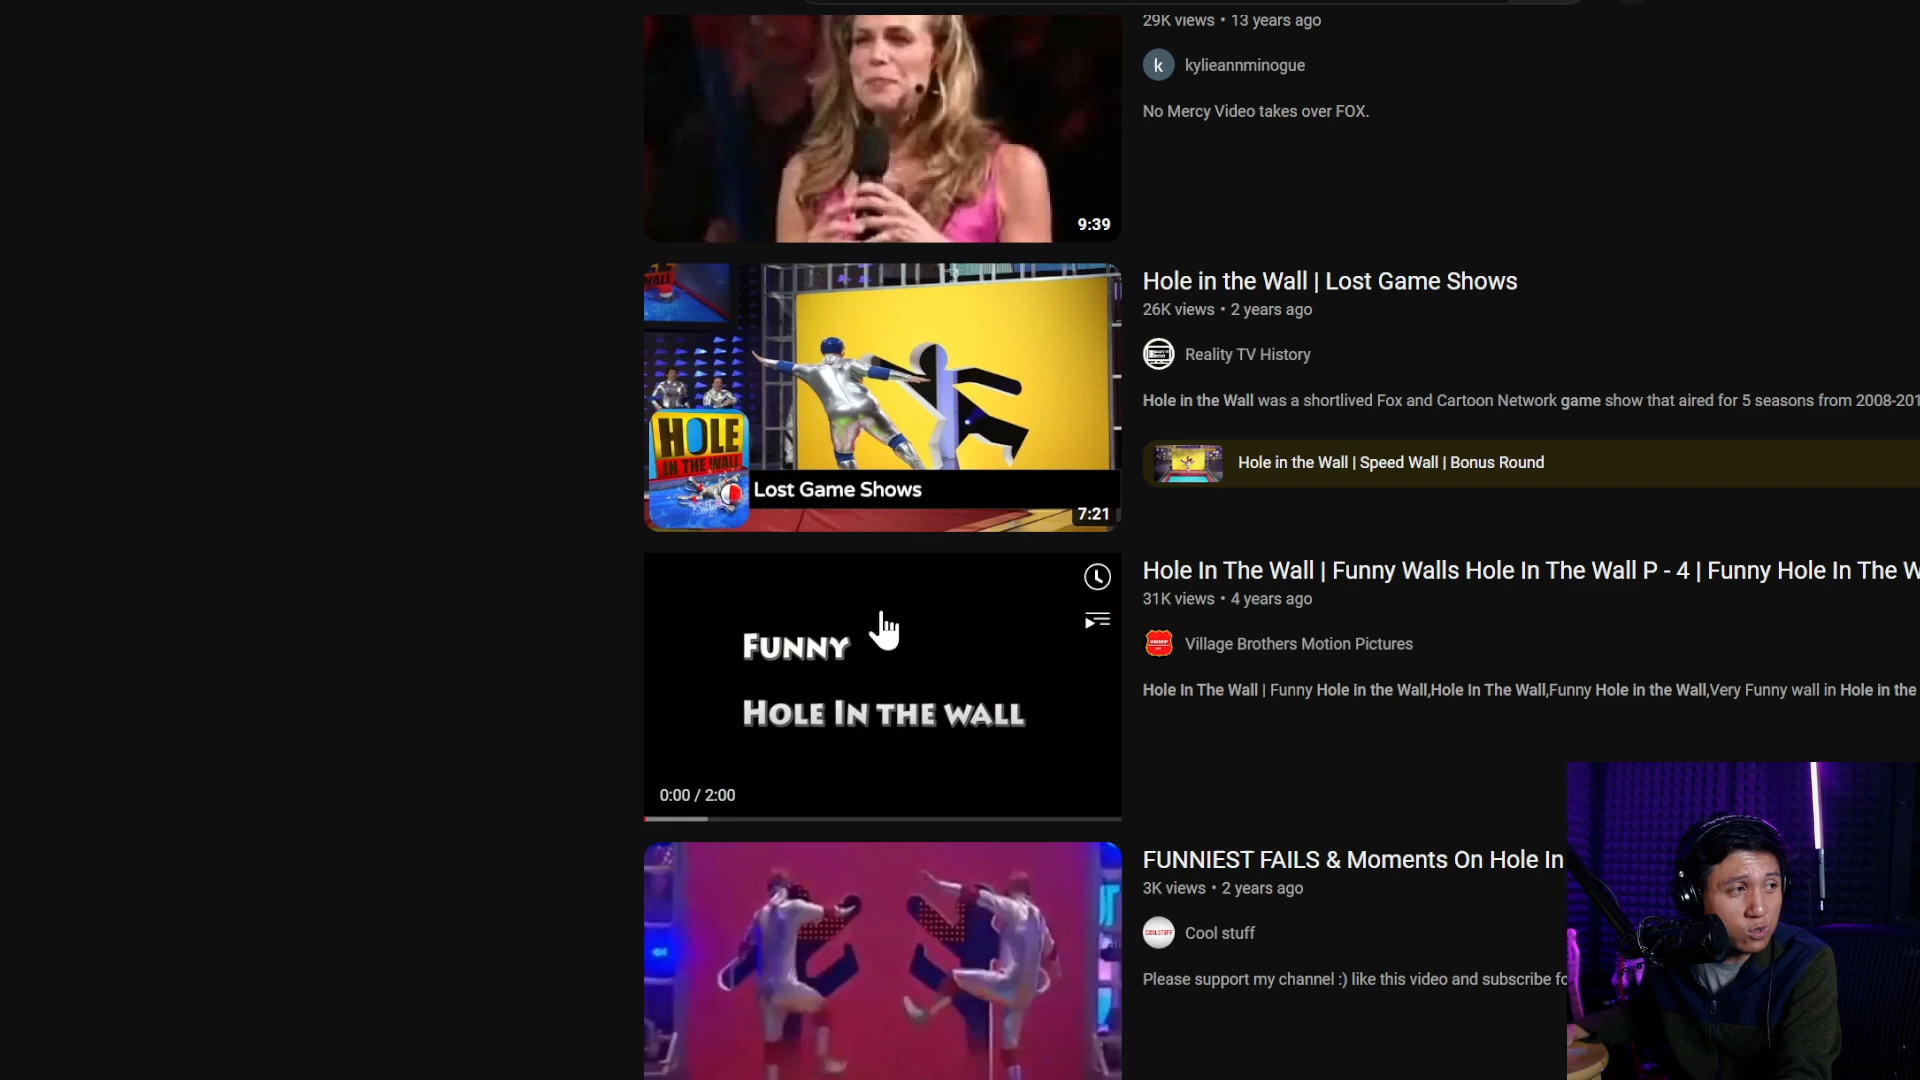 29K views • 13 years ago
k
kylieannminogue
No Mercy Video takes over FOX.
9:39
Hole in the Wall | Lost Game Shows
26K views • 2 years ago
Reality TV History
Hole in the Wall was a shortlived Fox and Cartoon Network game show that aired for 5 seasons from 2008-201
Hole in the Wall | Speed Wall | Bonus Round
WALL
HOLE
IN THE WALL
Lost Game Shows
7:21
Hole In The Wall | Funny Walls Hole In The Wall P - 4 | Funny Hole In The W
31K views • 4 years ago
Village Brothers Motion Pictures
Hole In The Wall | Funny Hole in the Wall,Hole In The Wall,Funny Hole in the Wall,Very Funny wall in Hole in the
FUNNY
HOLE IN THE WALL
0:00 / 2:00
FUNNIEST FAILS & Moments On Hole In
3K views • 2 years ago
COOL STUFF
Cool stuff
Please support my channel :) like this video and subscribe fo